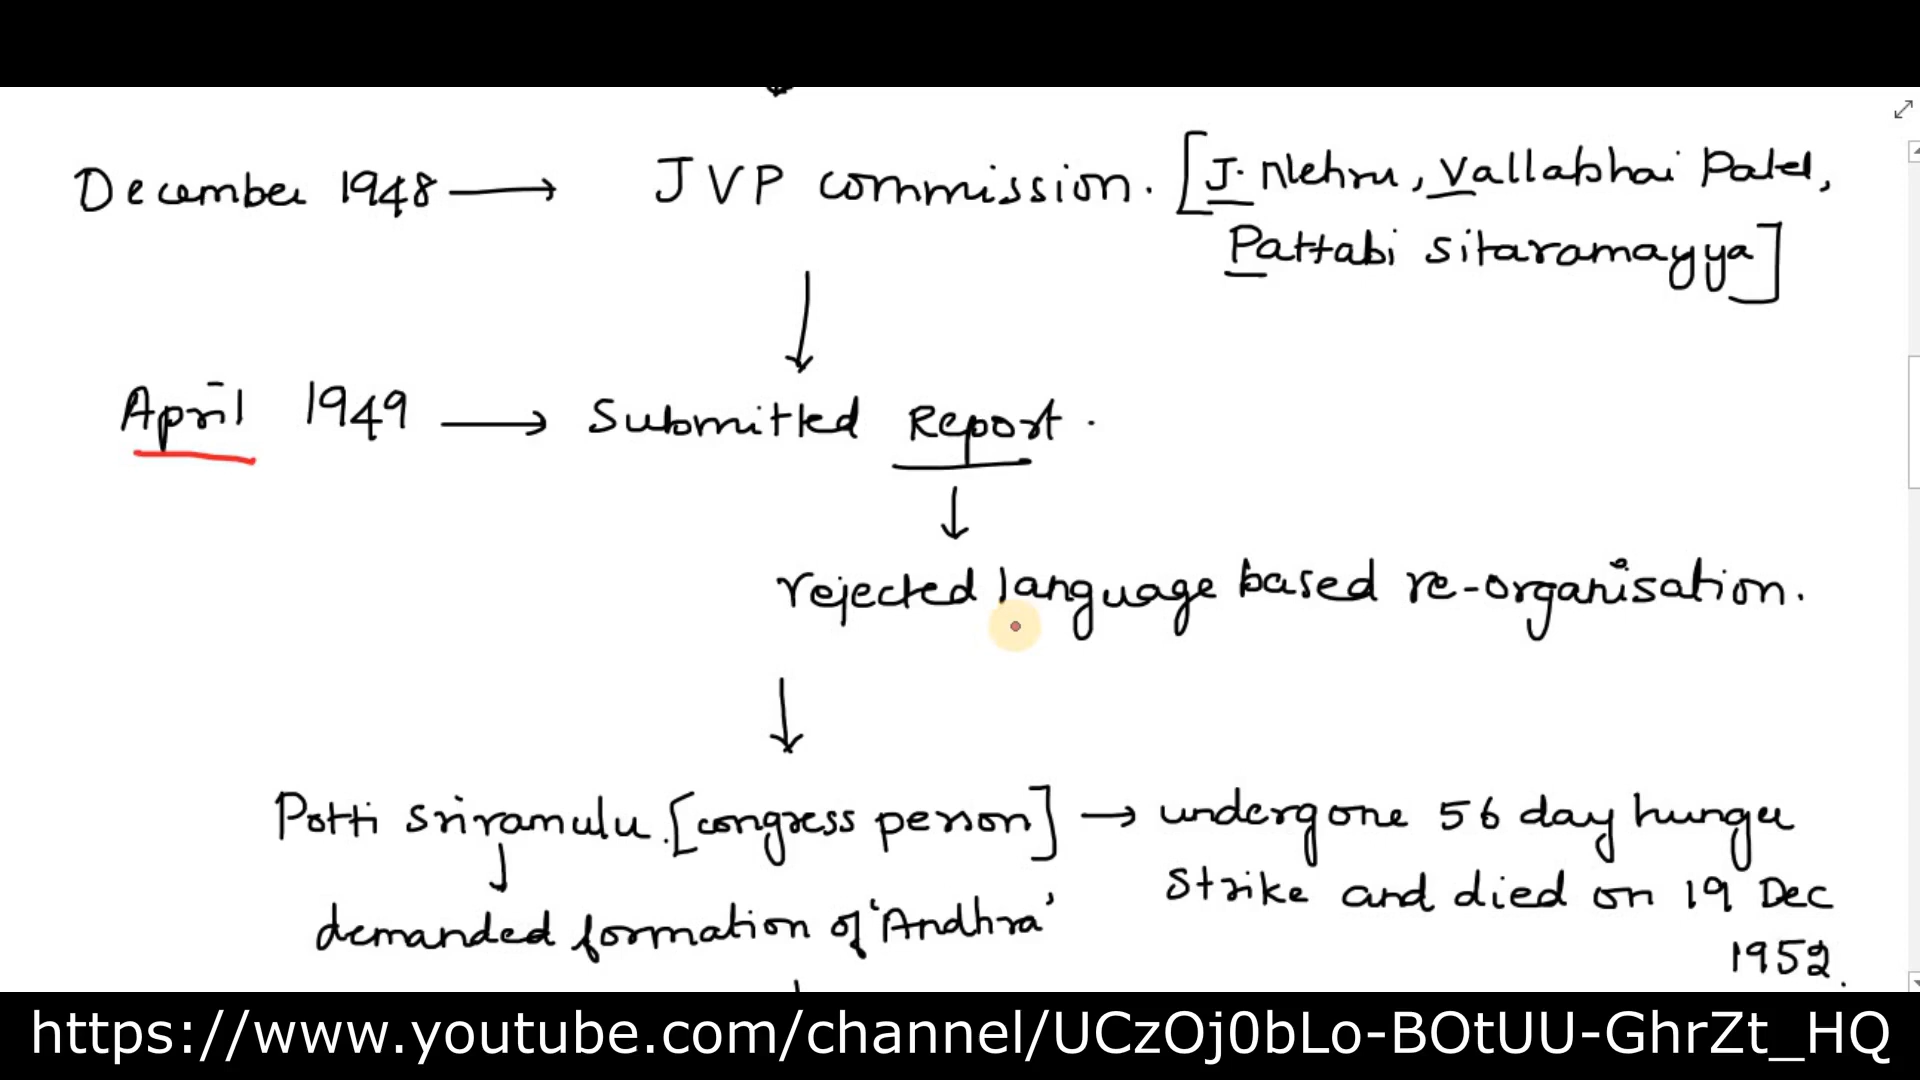 December 1948 → JVP commission. [J. Nehru, Vallabhai Patel,
Pattabi Sitaramayya]
April 1949 → Submitted Report.
rejected language based re-organisation.
Potti sriramulu. [congress person] → undergone 56 day hunger
strike and died on 19 Dec
1952.
demanded formation of 'Andhra'
https://www.youtube.com/channel/UCzOj0bLo-BOtUU-GhrZt_HQ